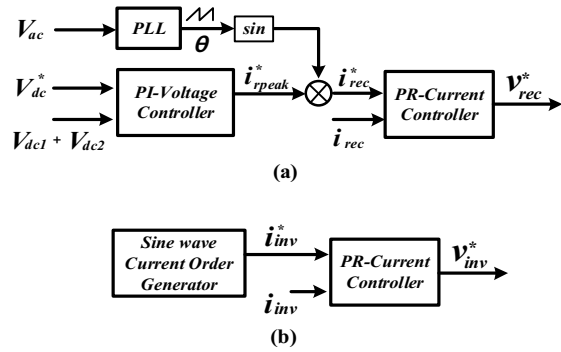 V_ac
PLL
θ
sin
V*_dc
V_dc1 + V_dc2
PI-Voltage
Controller
i*_rpeak
i*_rec
i_rec
PR-Current
Controller
v*_rec
(a)
Sine wave
Current Order
Generator
i*_inv
i_inv
PR-Current
Controller
v*_inv
(b)